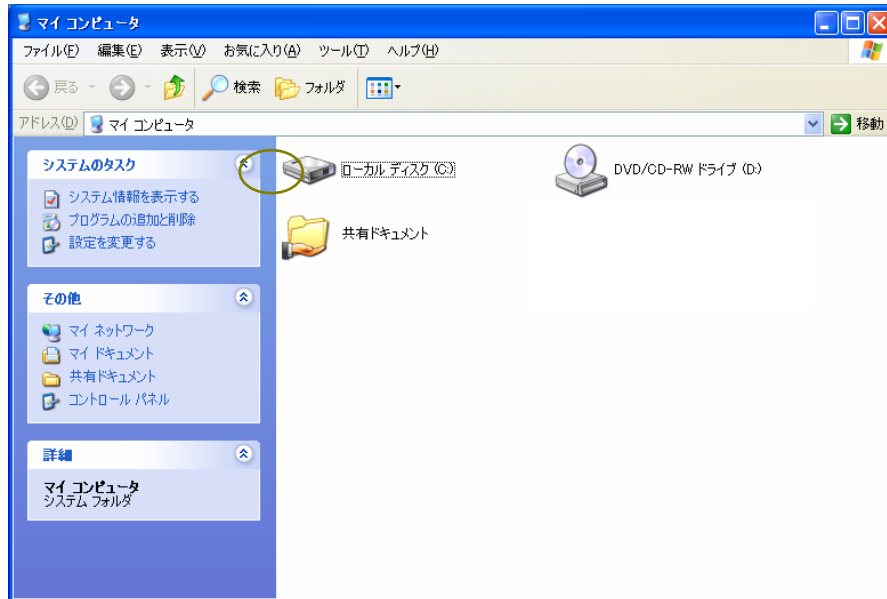 マイ コンピュータ
ファイル(F) 編集(E) 表示(V) お気に入り(A) ツール(T) ヘルプ(H)
戻る 検索 フォルダ
アドレス(D) マイ コンピュータ 移動
システムのタスク
システム情報を表示する
プログラムの追加と削除
設定を変更する
その他
マイ ネットワーク
マイ ドキュメント
共有ドキュメント
コントロール パネル
詳細
マイ コンピュータ
システム フォルダ
ローカル ディスク (C:) DVD/CD-RW ドライブ (D:)
共有ドキュメント